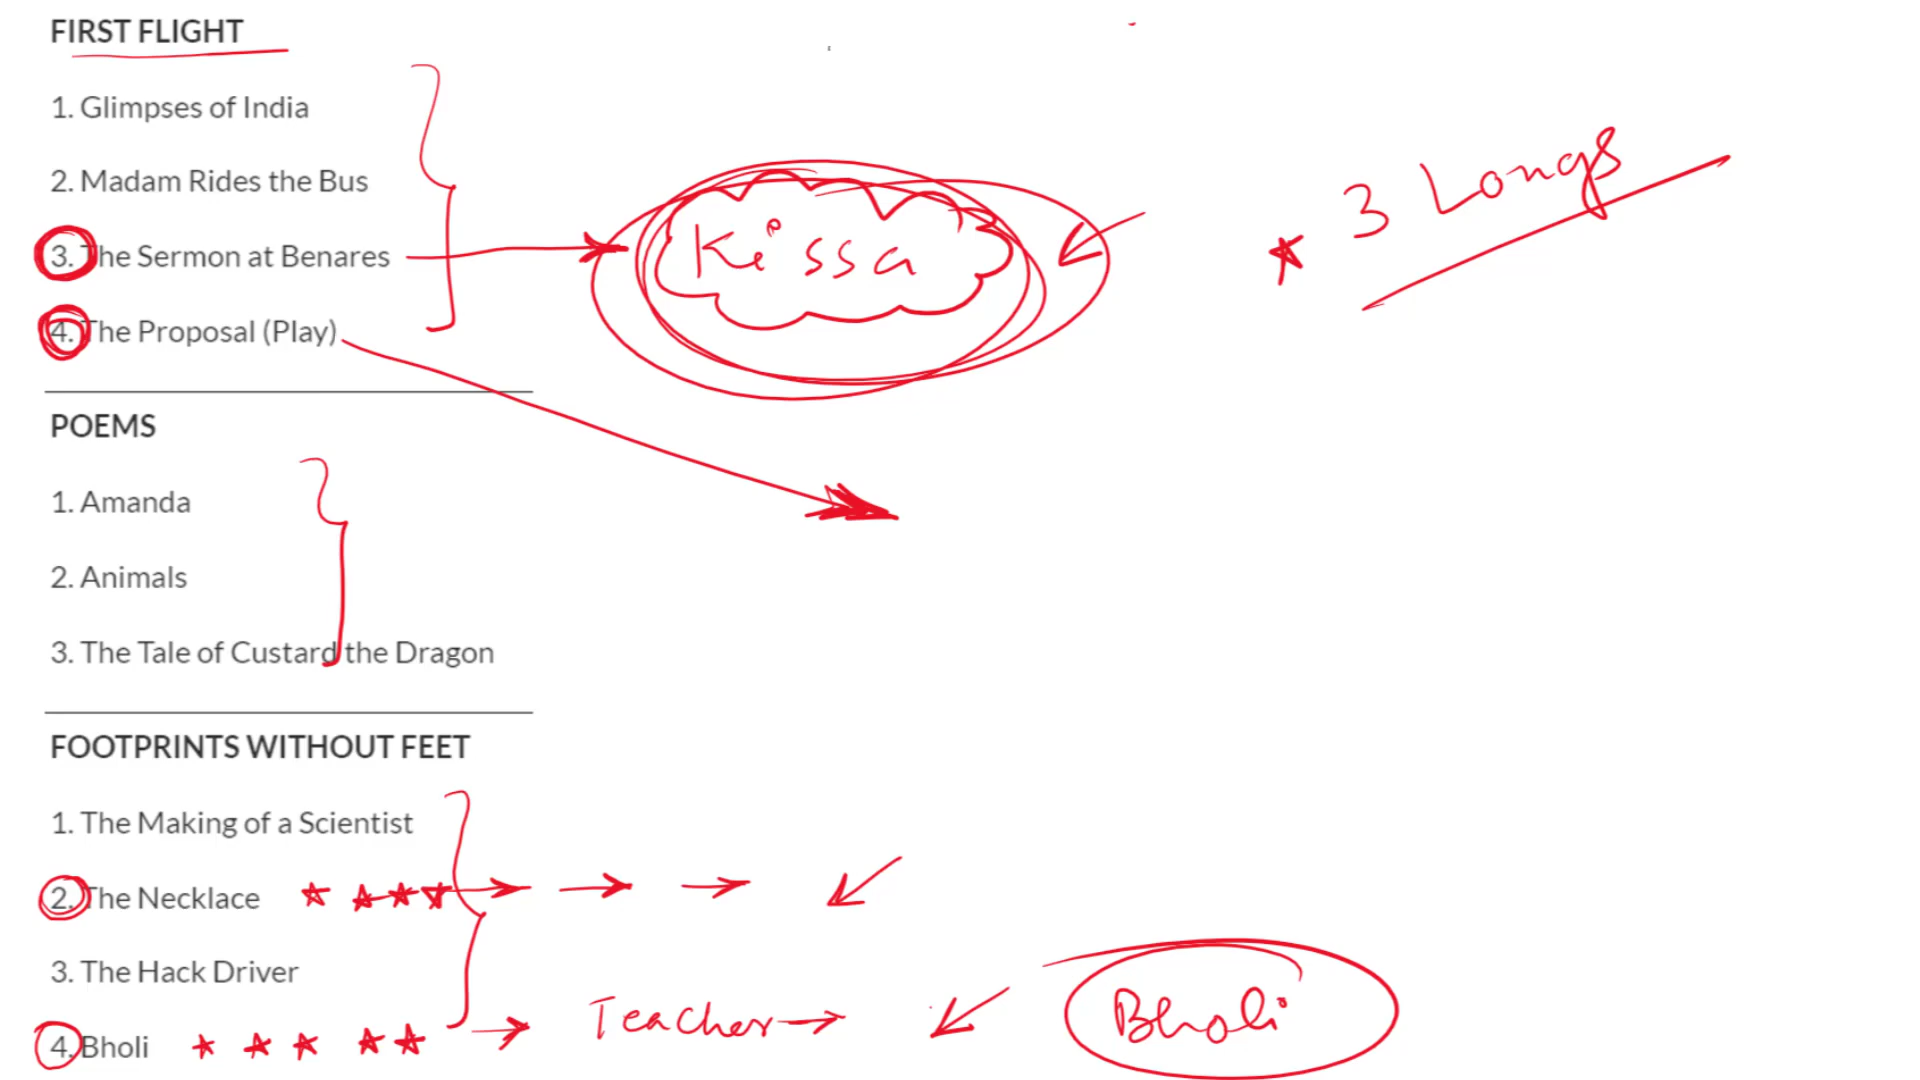 FIRST FLIGHT
1. Glimpses of India
2. Madam Rides the Bus
3. The Sermon at Benares
Kissa
3 Longs
4. The Proposal (Play)
POEMS
1. Amanda
2. Animals
3. The Tale of Custard the Dragon
FOOTPRINTS WITHOUT FEET
1. The Making of a Scientist
2. The Necklace
3. The Hack Driver
4. Bholi
Teacher
Bholi